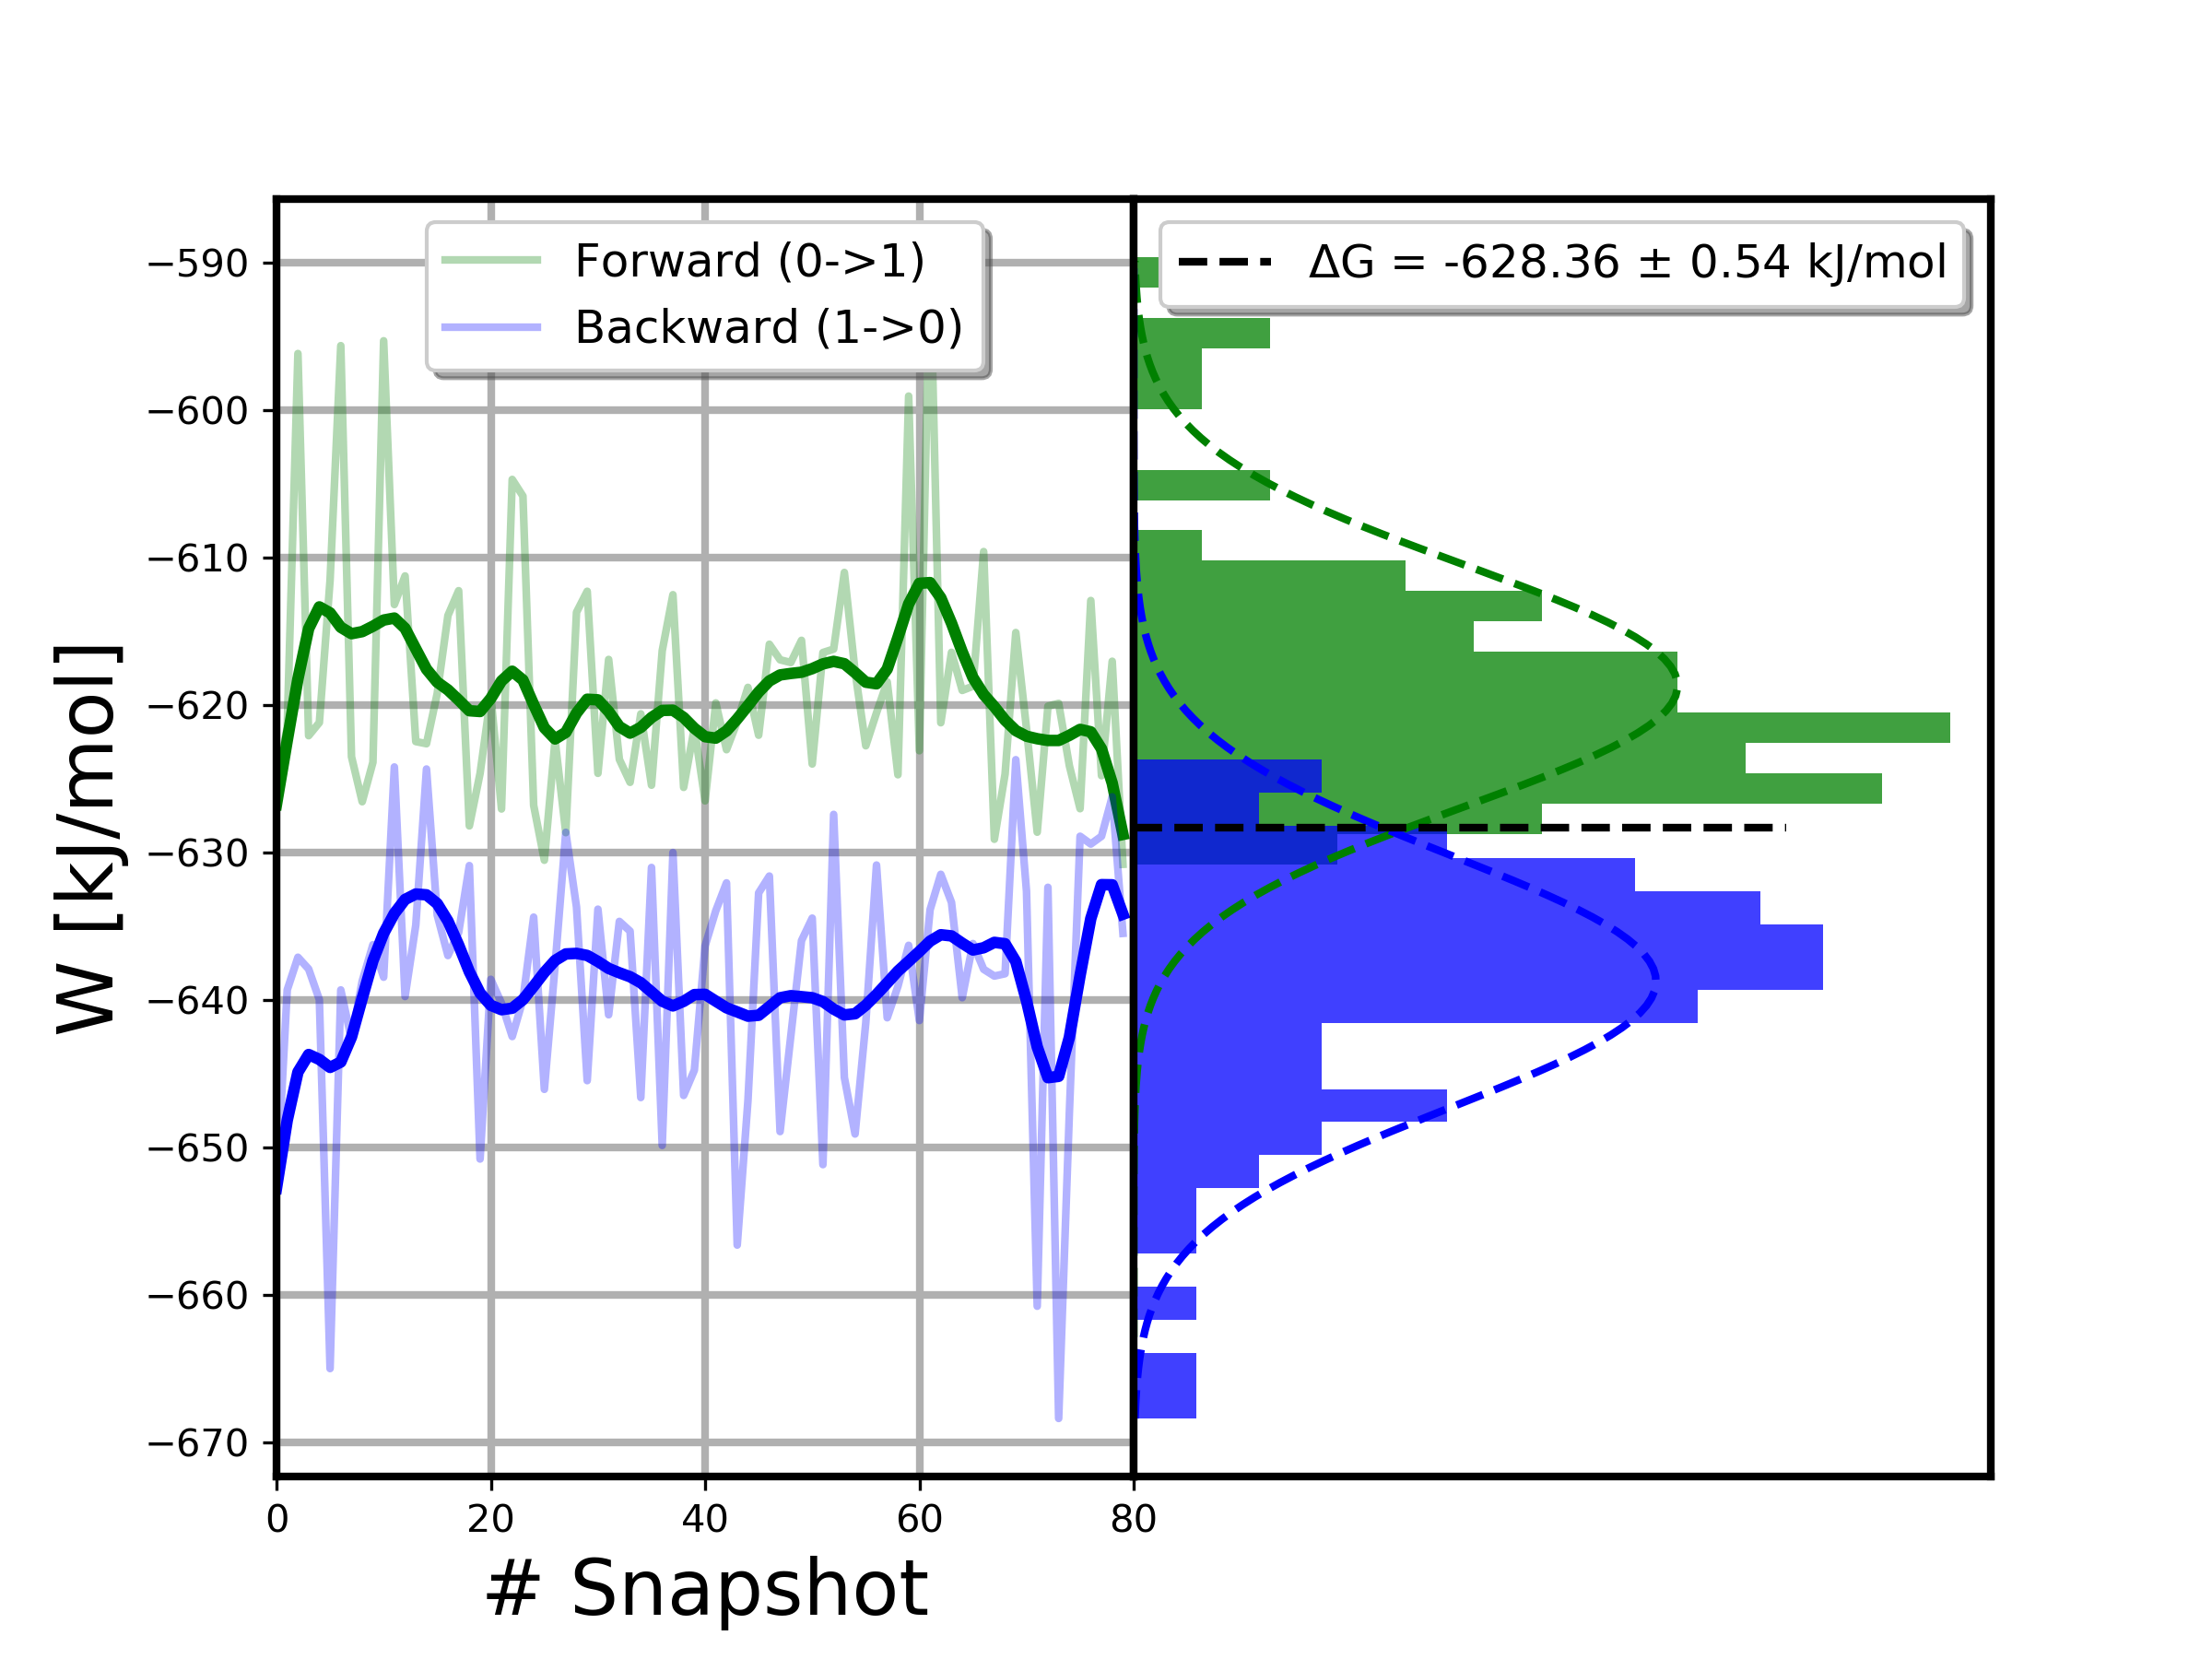 W [kJ/mol]
−590
−600
−610
−620
−630
−640
−650
−660
−670
Forward (0->1)
Backward (1->0)
ΔG = -628.36 ± 0.54 kJ/mol
0 20 40 60 80
# Snapshot